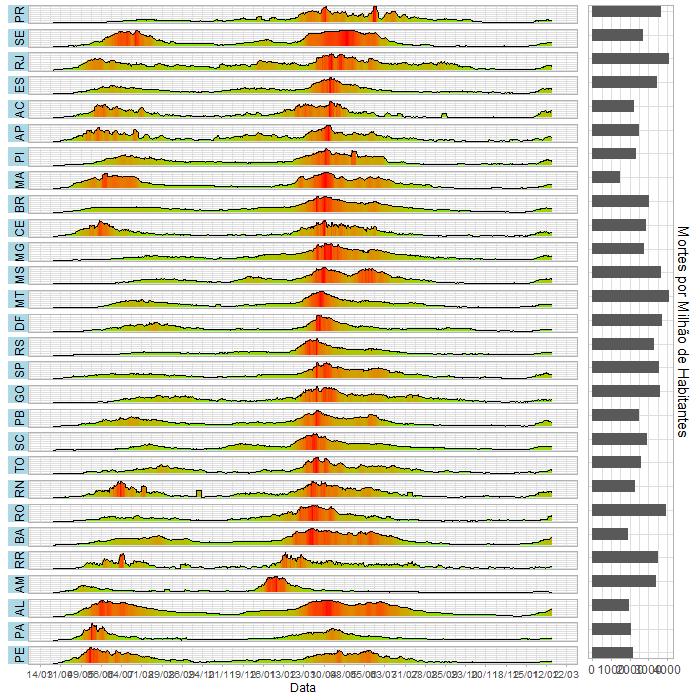 PR
SE
RJ
ES
AC
AP
PI
MA
BR
CE
MG
MS
MT
DF
RS
SP
GO
PB
SC
TO
RN
RO
BA
RR
AM
AL
PA
PE
Data
0
Mortes por Milhão de Habitantes